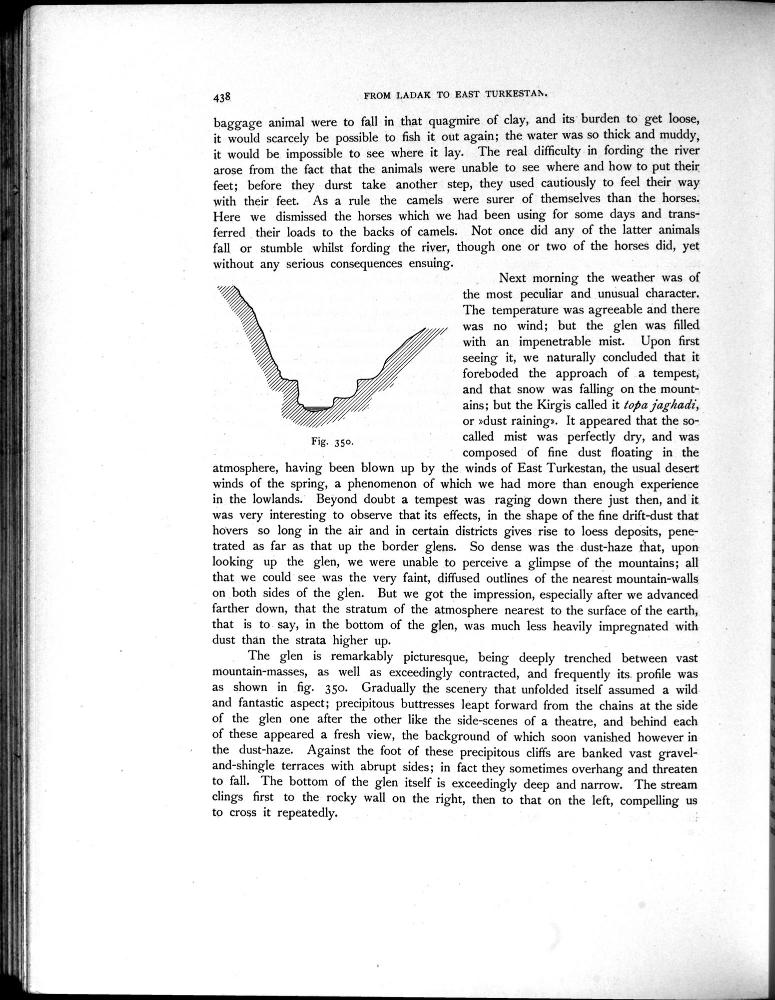 438
FROM LADAK TO EAST TURKESTAN.
baggage animal were to fall in that quagmire of clay, and its burden to get loose,
it would scarcely be possible to fish it out again; the water was so thick and muddy,
it would be impossible to see where it lay. The real difficulty in fording the river
arose from the fact that the animals were unable to see where and how to put their
feet; before they durst take another step, they used cautiously to feel their way
with their feet. As a rule the camels were surer of themselves than the horses.
Here we dismissed the horses which we had been using for some days and trans-
ferred their loads to the backs of camels. Not once did any of the latter animals
fall or stumble whilst fording the river, though one or two of the horses did, yet
without any serious consequences ensuing.
Next morning the weather was of
the most peculiar and unusual character.
The temperature was agreeable and there
was no wind; but the glen was filled
with an impenetrable mist. Upon first
seeing it, we naturally concluded that it
foreboded the approach of a tempest,
and that snow was falling on the mount-
ains; but the Kirgis called it topa jaghadi,
or »dust raining». It appeared that the so-
called mist was perfectly dry, and was
composed of fine dust floating in the
Fig. 350.
atmosphere, having been blown up by the winds of East Turkestan, the usual desert
winds of the spring, a phenomenon of which we had more than enough experience
in the lowlands. Beyond doubt a tempest was raging down there just then, and it
was very interesting to observe that its effects, in the shape of the fine drift-dust that
hovers so long in the air and in certain districts gives rise to loess deposits, pene-
trated as far as that up the border glens. So dense was the dust-haze that, upon
looking up the glen, we were unable to perceive a glimpse of the mountains; all
that we could see was the very faint, diffused outlines of the nearest mountain-walls
on both sides of the glen. But we got the impression, especially after we advanced
farther down, that the stratum of the atmosphere nearest to the surface of the earth,
that is to say, in the bottom of the glen, was much less heavily impregnated with
dust than the strata higher up.
The glen is remarkably picturesque, being deeply trenched between vast
mountain-masses, as well as exceedingly contracted, and frequently its profile was
as shown in fig. 350. Gradually the scenery that unfolded itself assumed a wild
and fantastic aspect; precipitous buttresses leapt forward from the chains at the side
of the glen one after the other like the side-scenes of a theatre, and behind each
of these appeared a fresh view, the background of which soon vanished however in
the dust-haze. Against the foot of these precipitous cliffs are banked vast gravel-
and-shingle terraces with abrupt sides; in fact they sometimes overhang and threaten
to fall. The bottom of the glen itself is exceedingly deep and narrow. The stream
clings first to the rocky wall on the right, then to that on the left, compelling us
to cross it repeatedly.